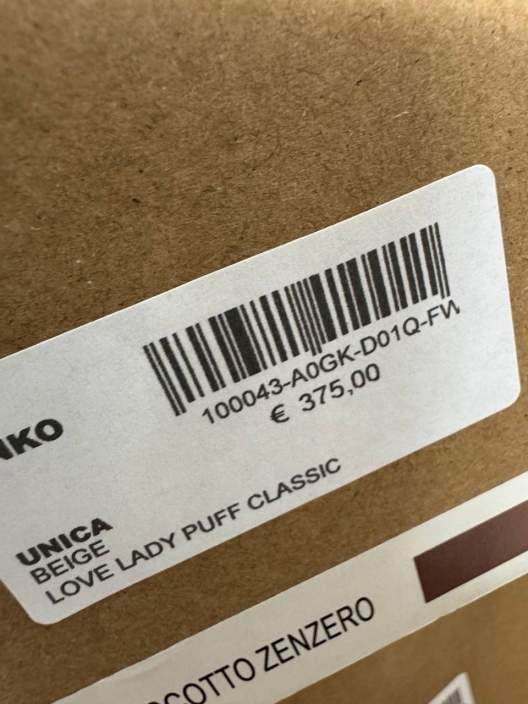 100043-A0GK-D01Q-FW
€ 375,00
NKO
UNICA
BEIGE
LOVE LADY PUFF CLASSIC
COTTO ZENZERO